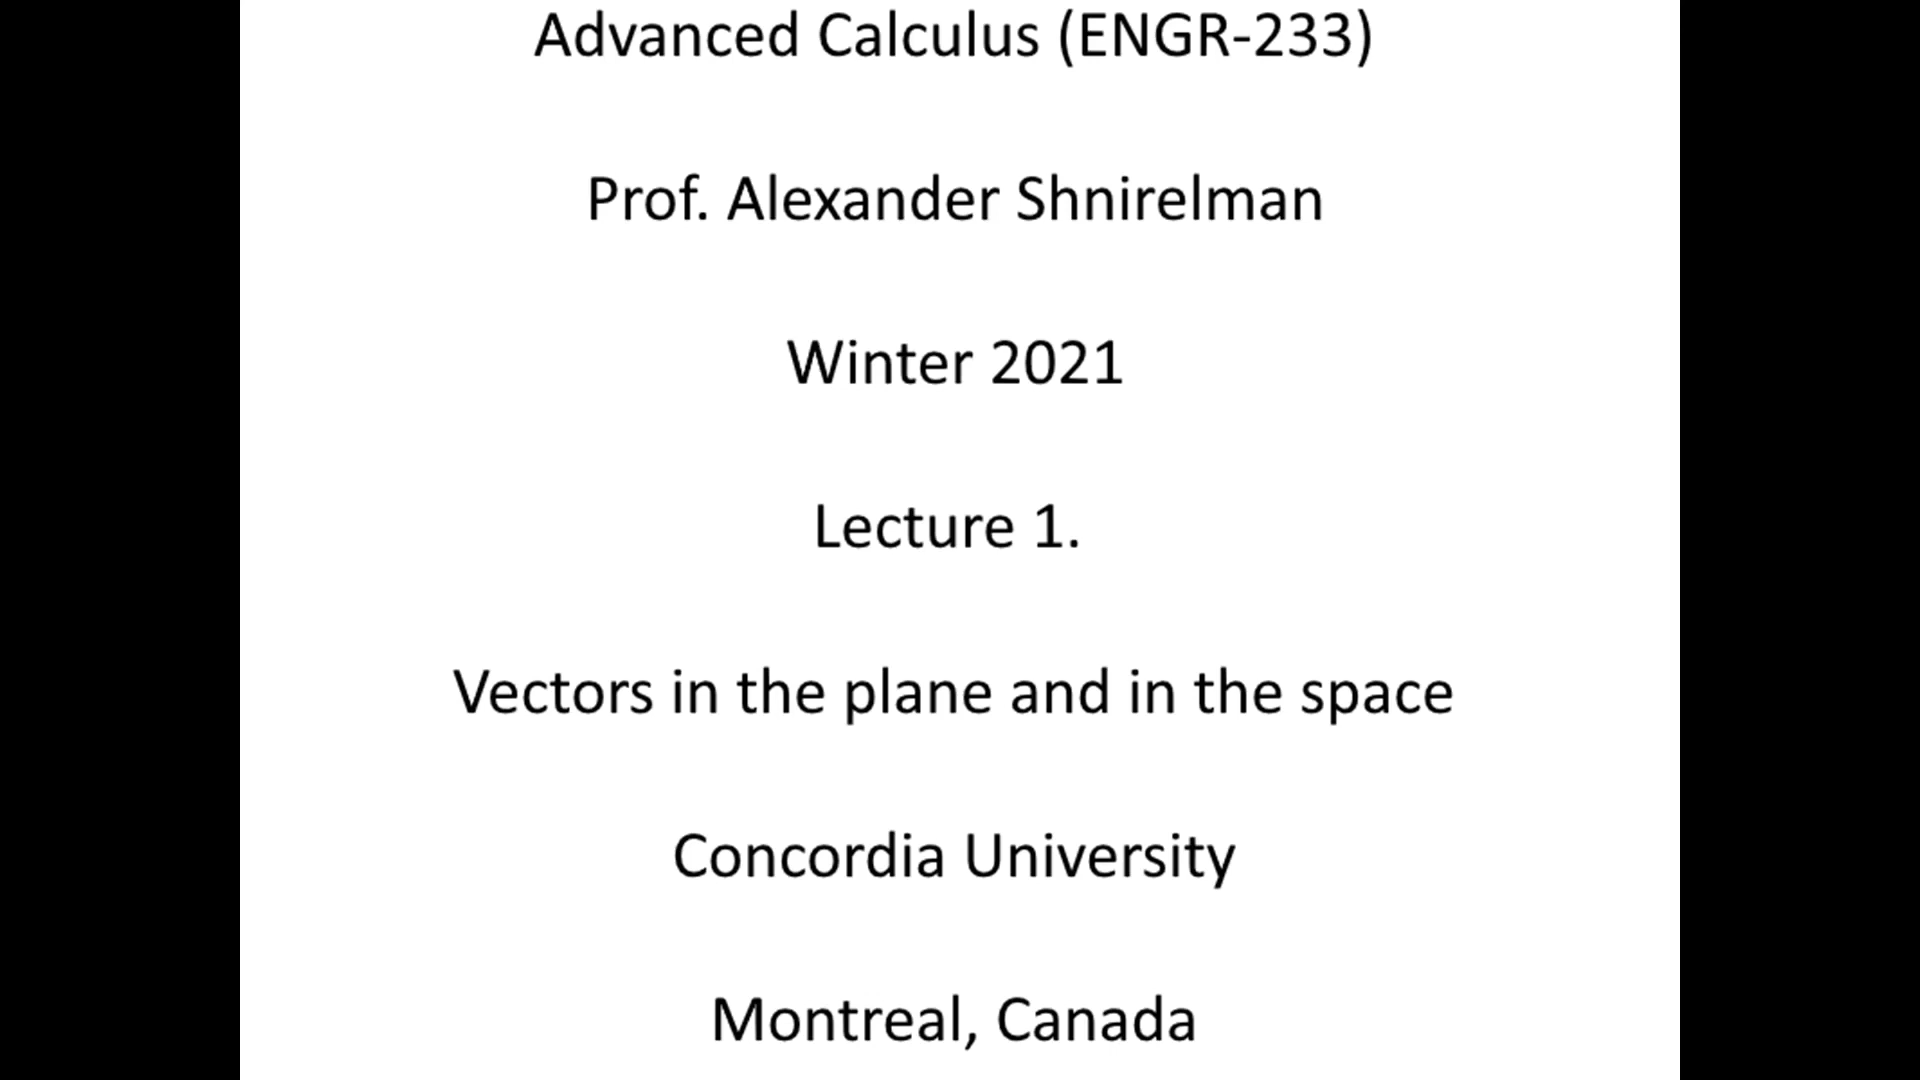 Advanced Calculus (ENGR-233)
Prof. Alexander Shnirelman
Winter 2021
Lecture 1.
Vectors in the plane and in the space
Concordia University
Montreal, Canada